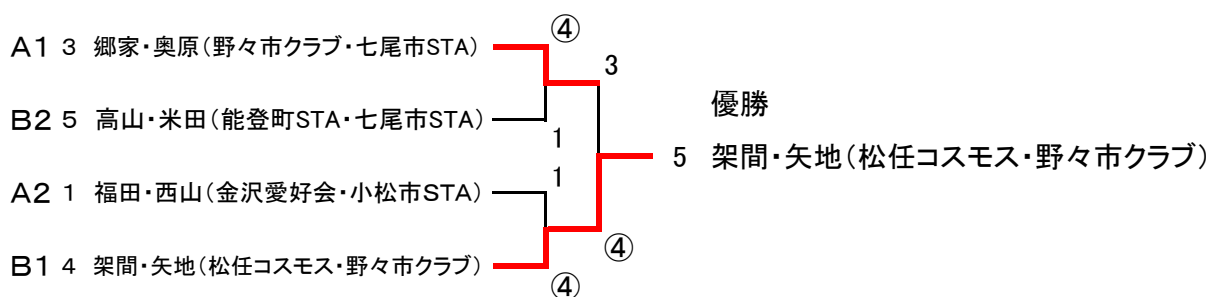 ④
A1 3 郷家・奥原(野々市クラブ・七尾市STA)
3
優勝
B2 5 高山・米田(能登町STA・七尾市STA)
1
5 架間・矢地(松任コスモス・野々市クラブ)
1
A2 1 福田・西山(金沢愛好会・小松市STA)
④
B1 4 架間・矢地(松任コスモス・野々市クラブ)
④